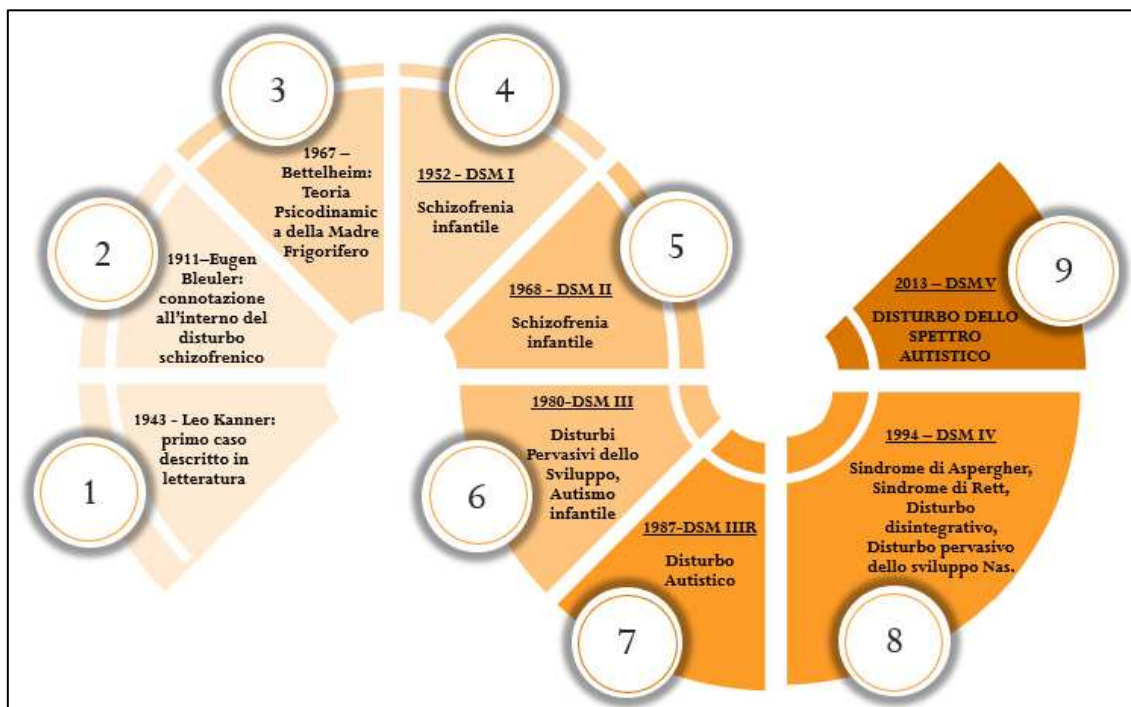 1
1943 - Leo Kanner:
primo caso
descritto in
letteratura
2
1911–Eugen
Bleuler:
connotazione
all'interno del
disturbo
schizofrenico
3
1967 –
Bettelheim:
Teoria
Psicodinamic
a della Madre
Frigorifero
4
1952 - DSM I
Schizofrenia
infantile
5
1968 - DSM II
Schizofrenia
infantile
6
1980-DSM III
Disturbi
Pervasivi dello
Sviluppo,
Autismo
infantile
7
1987-DSM IIIR
Disturbo
Autistico
8
1994 – DSM IV
Sindrome di Aspergher,
Sindrome di Rett,
Disturbo
disintegrativo,
Disturbo pervasivo
dello sviluppo Nas.
9
2013 – DSM V
DISTURBO DELLO
SPETTRO
AUTISTICO